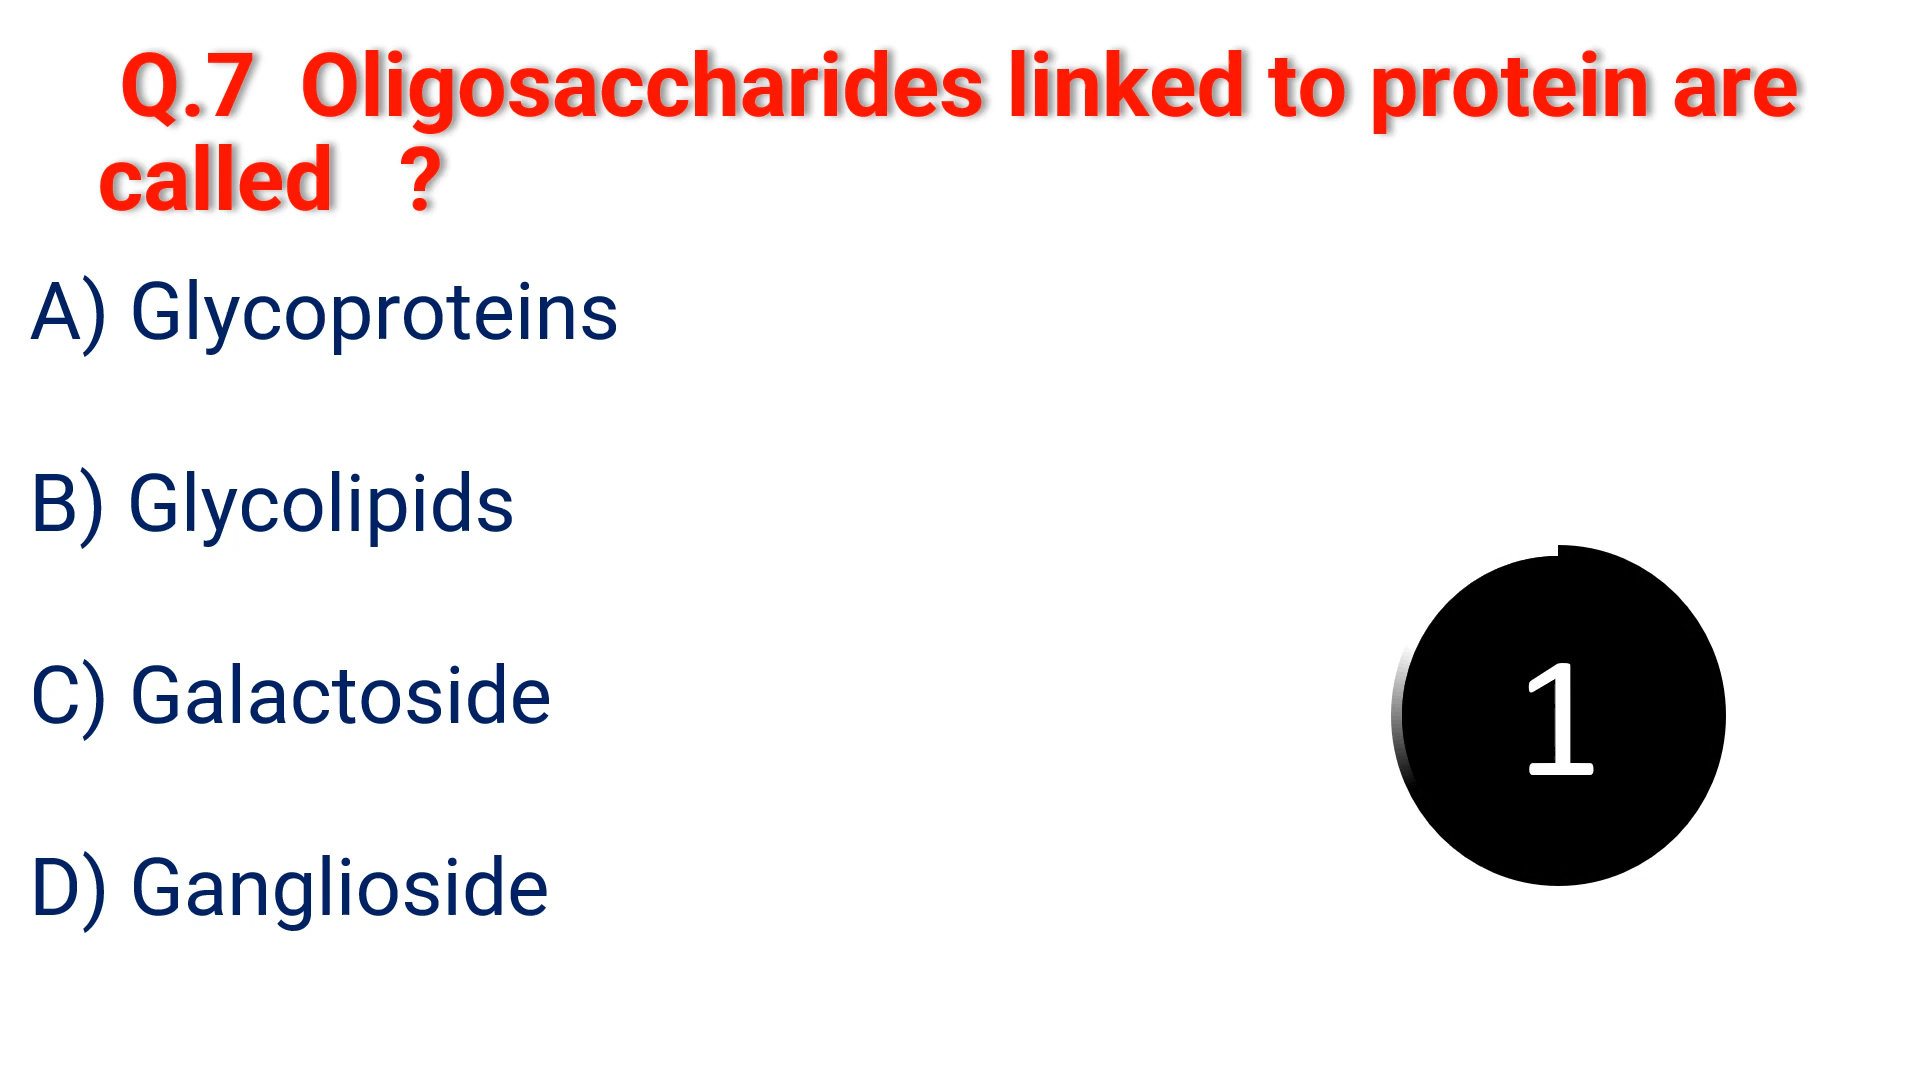 Q.7 Oligosaccharides linked to protein are
called ?
A) Glycoproteins
B) Glycolipids
C) Galactoside
D) Ganglioside
1